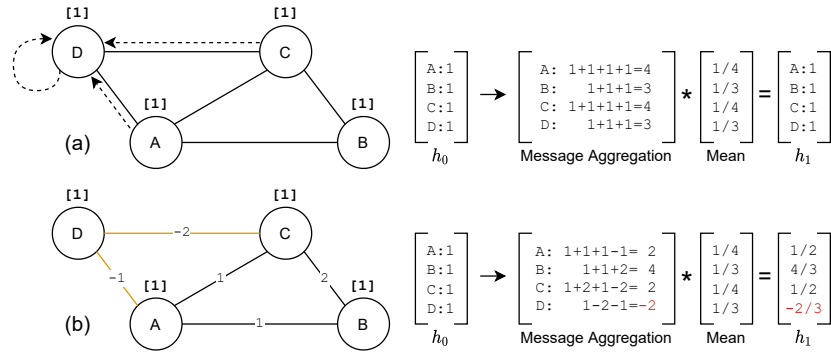 [1] [1]
D C
[1] [1]
(a) A B
A:1
B:1
C:1
D:1
h0
A: 1+1+1+1=4
B: 1+1+1=3
C: 1+1+1+1=4
D: 1+1+1=3
Message Aggregation
*
1/4
1/3
1/4
1/3
Mean
=
A:1
B:1
C:1
D:1
h1
[1] [1]
D -2 C
-1 1 2
[1] [1]
(b) A 1 B
A:1
B:1
C:1
D:1
h0
A: 1+1+1-1= 2
B: 1+1+2= 4
C: 1+2+1-2= 2
D: 1-2-1=-2
Message Aggregation
*
1/4
1/3
1/4
1/3
Mean
=
1/2
4/3
1/2
-2/3
h1